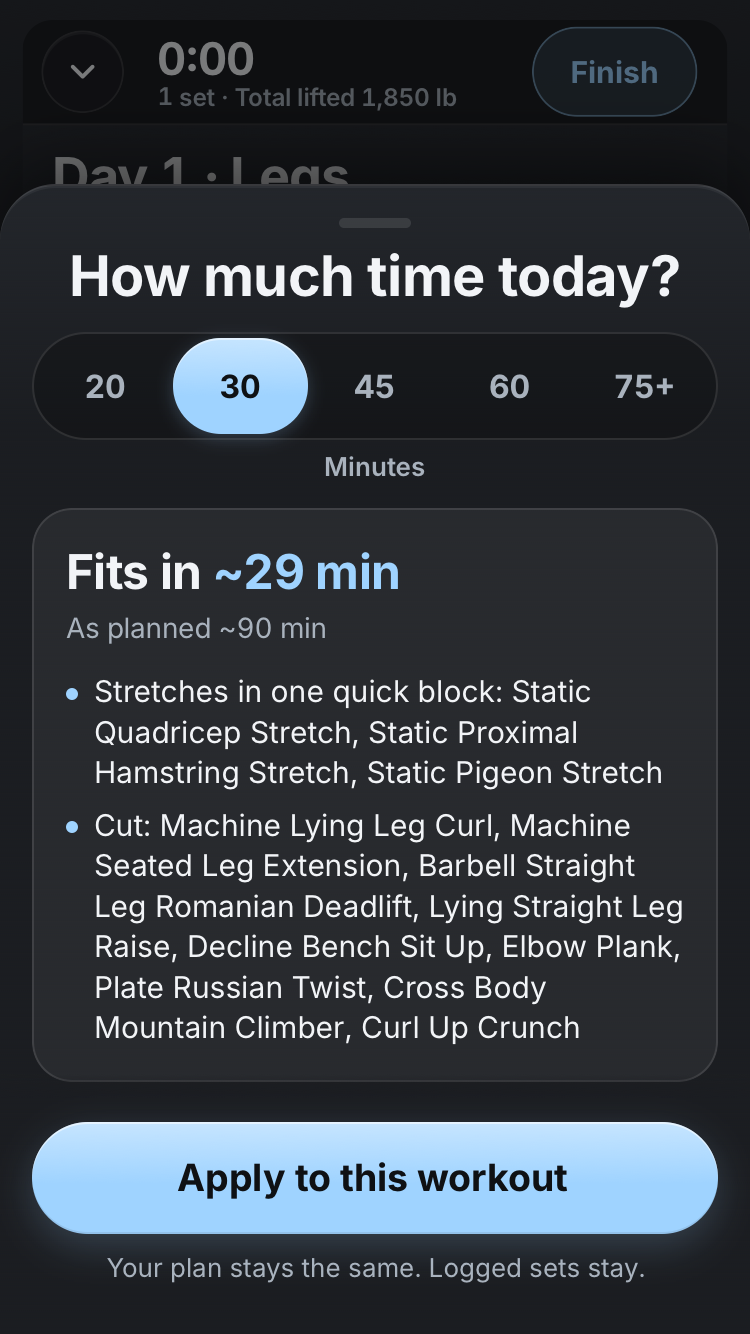 0:00
1 set · Total lifted 1,850 lb
Finish
Day 1 · Legs
How much time today?
20
30
45
60
75+
Minutes
Fits in ~29 min
As planned ~90 min
Stretches in one quick block: Static
Quadricep Stretch, Static Proximal
Hamstring Stretch, Static Pigeon Stretch
Cut: Machine Lying Leg Curl, Machine
Seated Leg Extension, Barbell Straight
Leg Romanian Deadlift, Lying Straight Leg
Raise, Decline Bench Sit Up, Elbow Plank,
Plate Russian Twist, Cross Body
Mountain Climber, Curl Up Crunch
Apply to this workout
Your plan stays the same. Logged sets stay.